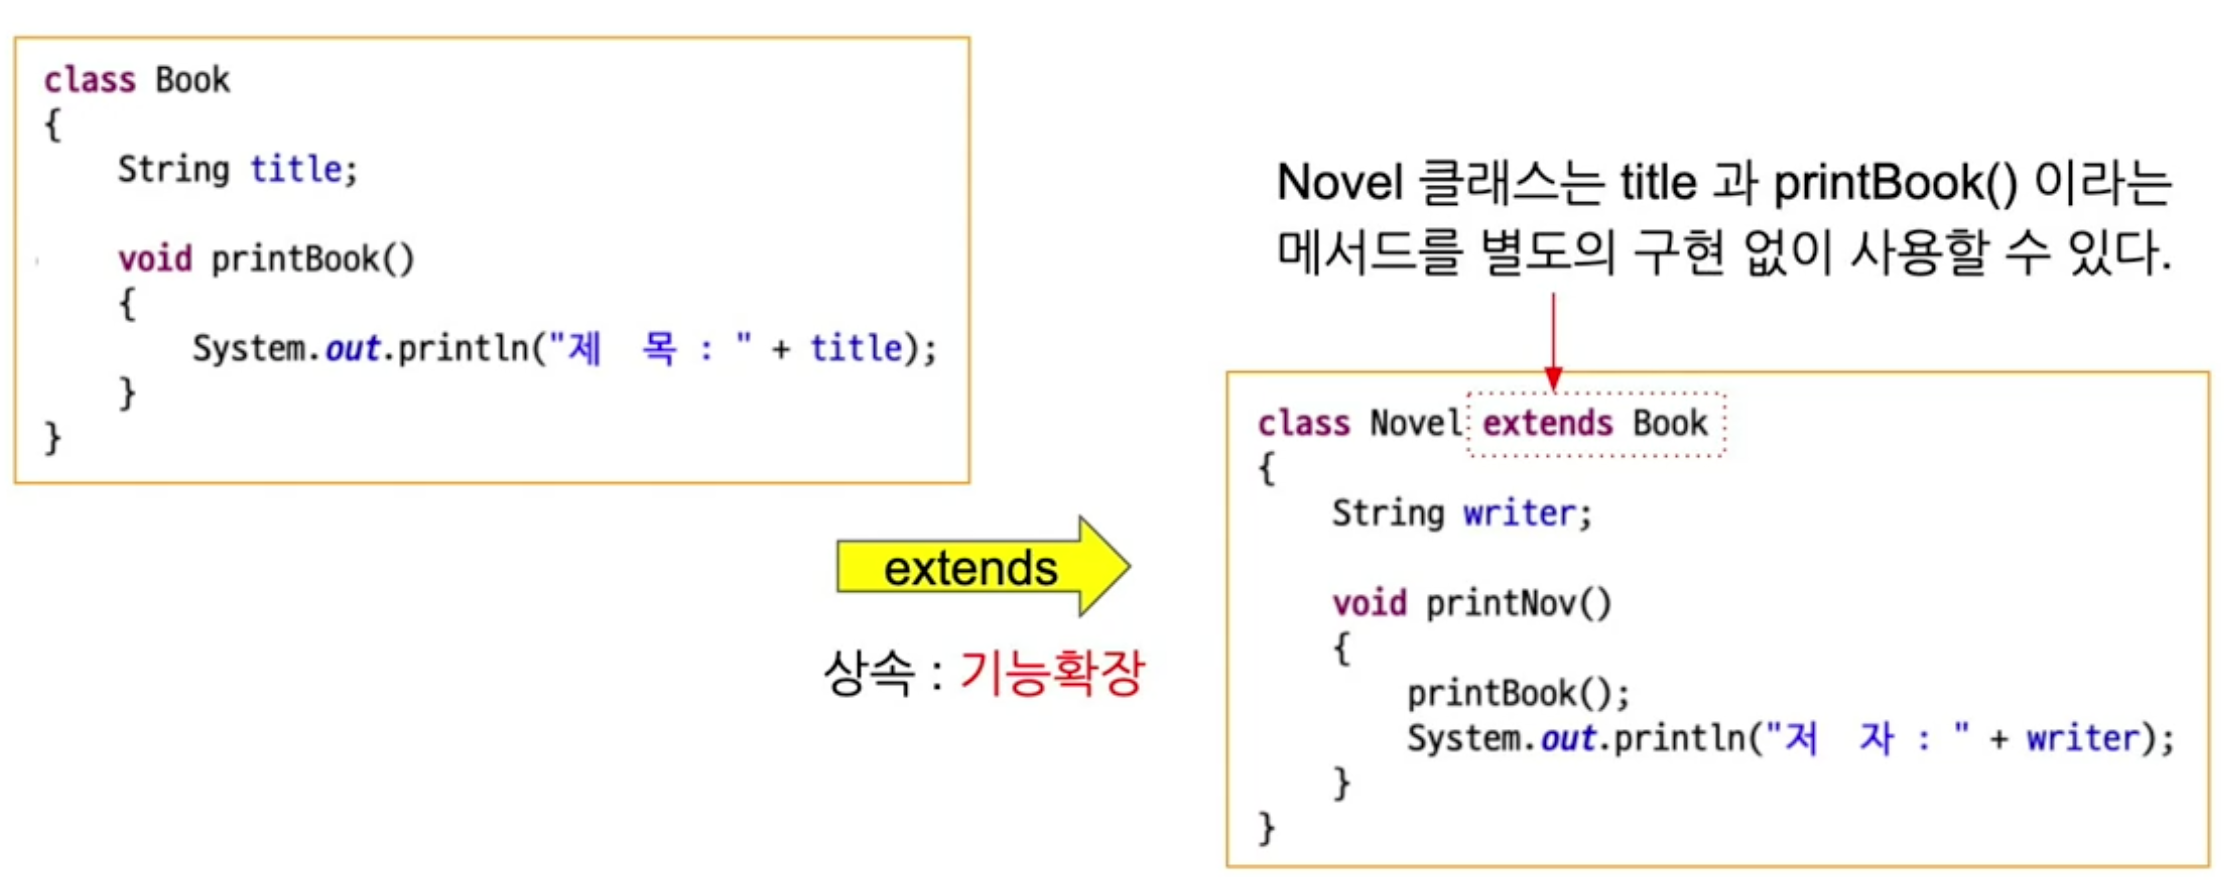 class Book
{
    String title;
    void printBook()
    {
        System.out.println("제  목 : " + title);
    }
}
Novel 클래스는 title 과 printBook() 이라는
메서드를 별도의 구현 없이 사용할 수 있다.
extends
상속 : 기능확장
class Novel extends Book
{
    String writer;
    void printNov()
    {
        printBook();
        System.out.println("저  자 : " + writer);
    }
}